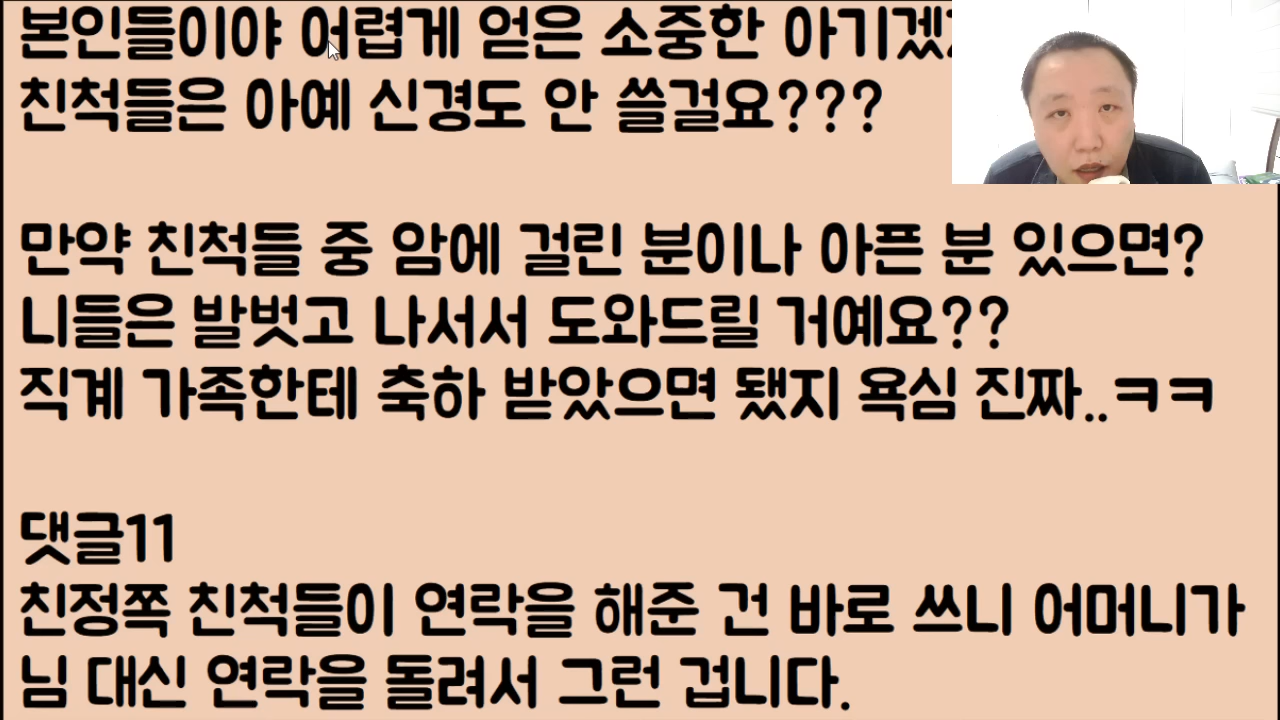 본인들이야 어렵게 얻은 소중한 아기겠
친척들은 아예 신경도 안 쓸걸요???
만약 친척들 중 암에 걸린 분이나 아픈 분 있으면?
니들은 발벗고 나서서 도와드릴 거예요??
직계 가족한테 축하 받았으면 됐지 욕심 진짜..ㅋㅋ
댓글11
친정쪽 친척들이 연락을 해준 건 바로 쓰니 어머니가
님 대신 연락을 돌려서 그런 겁니다.